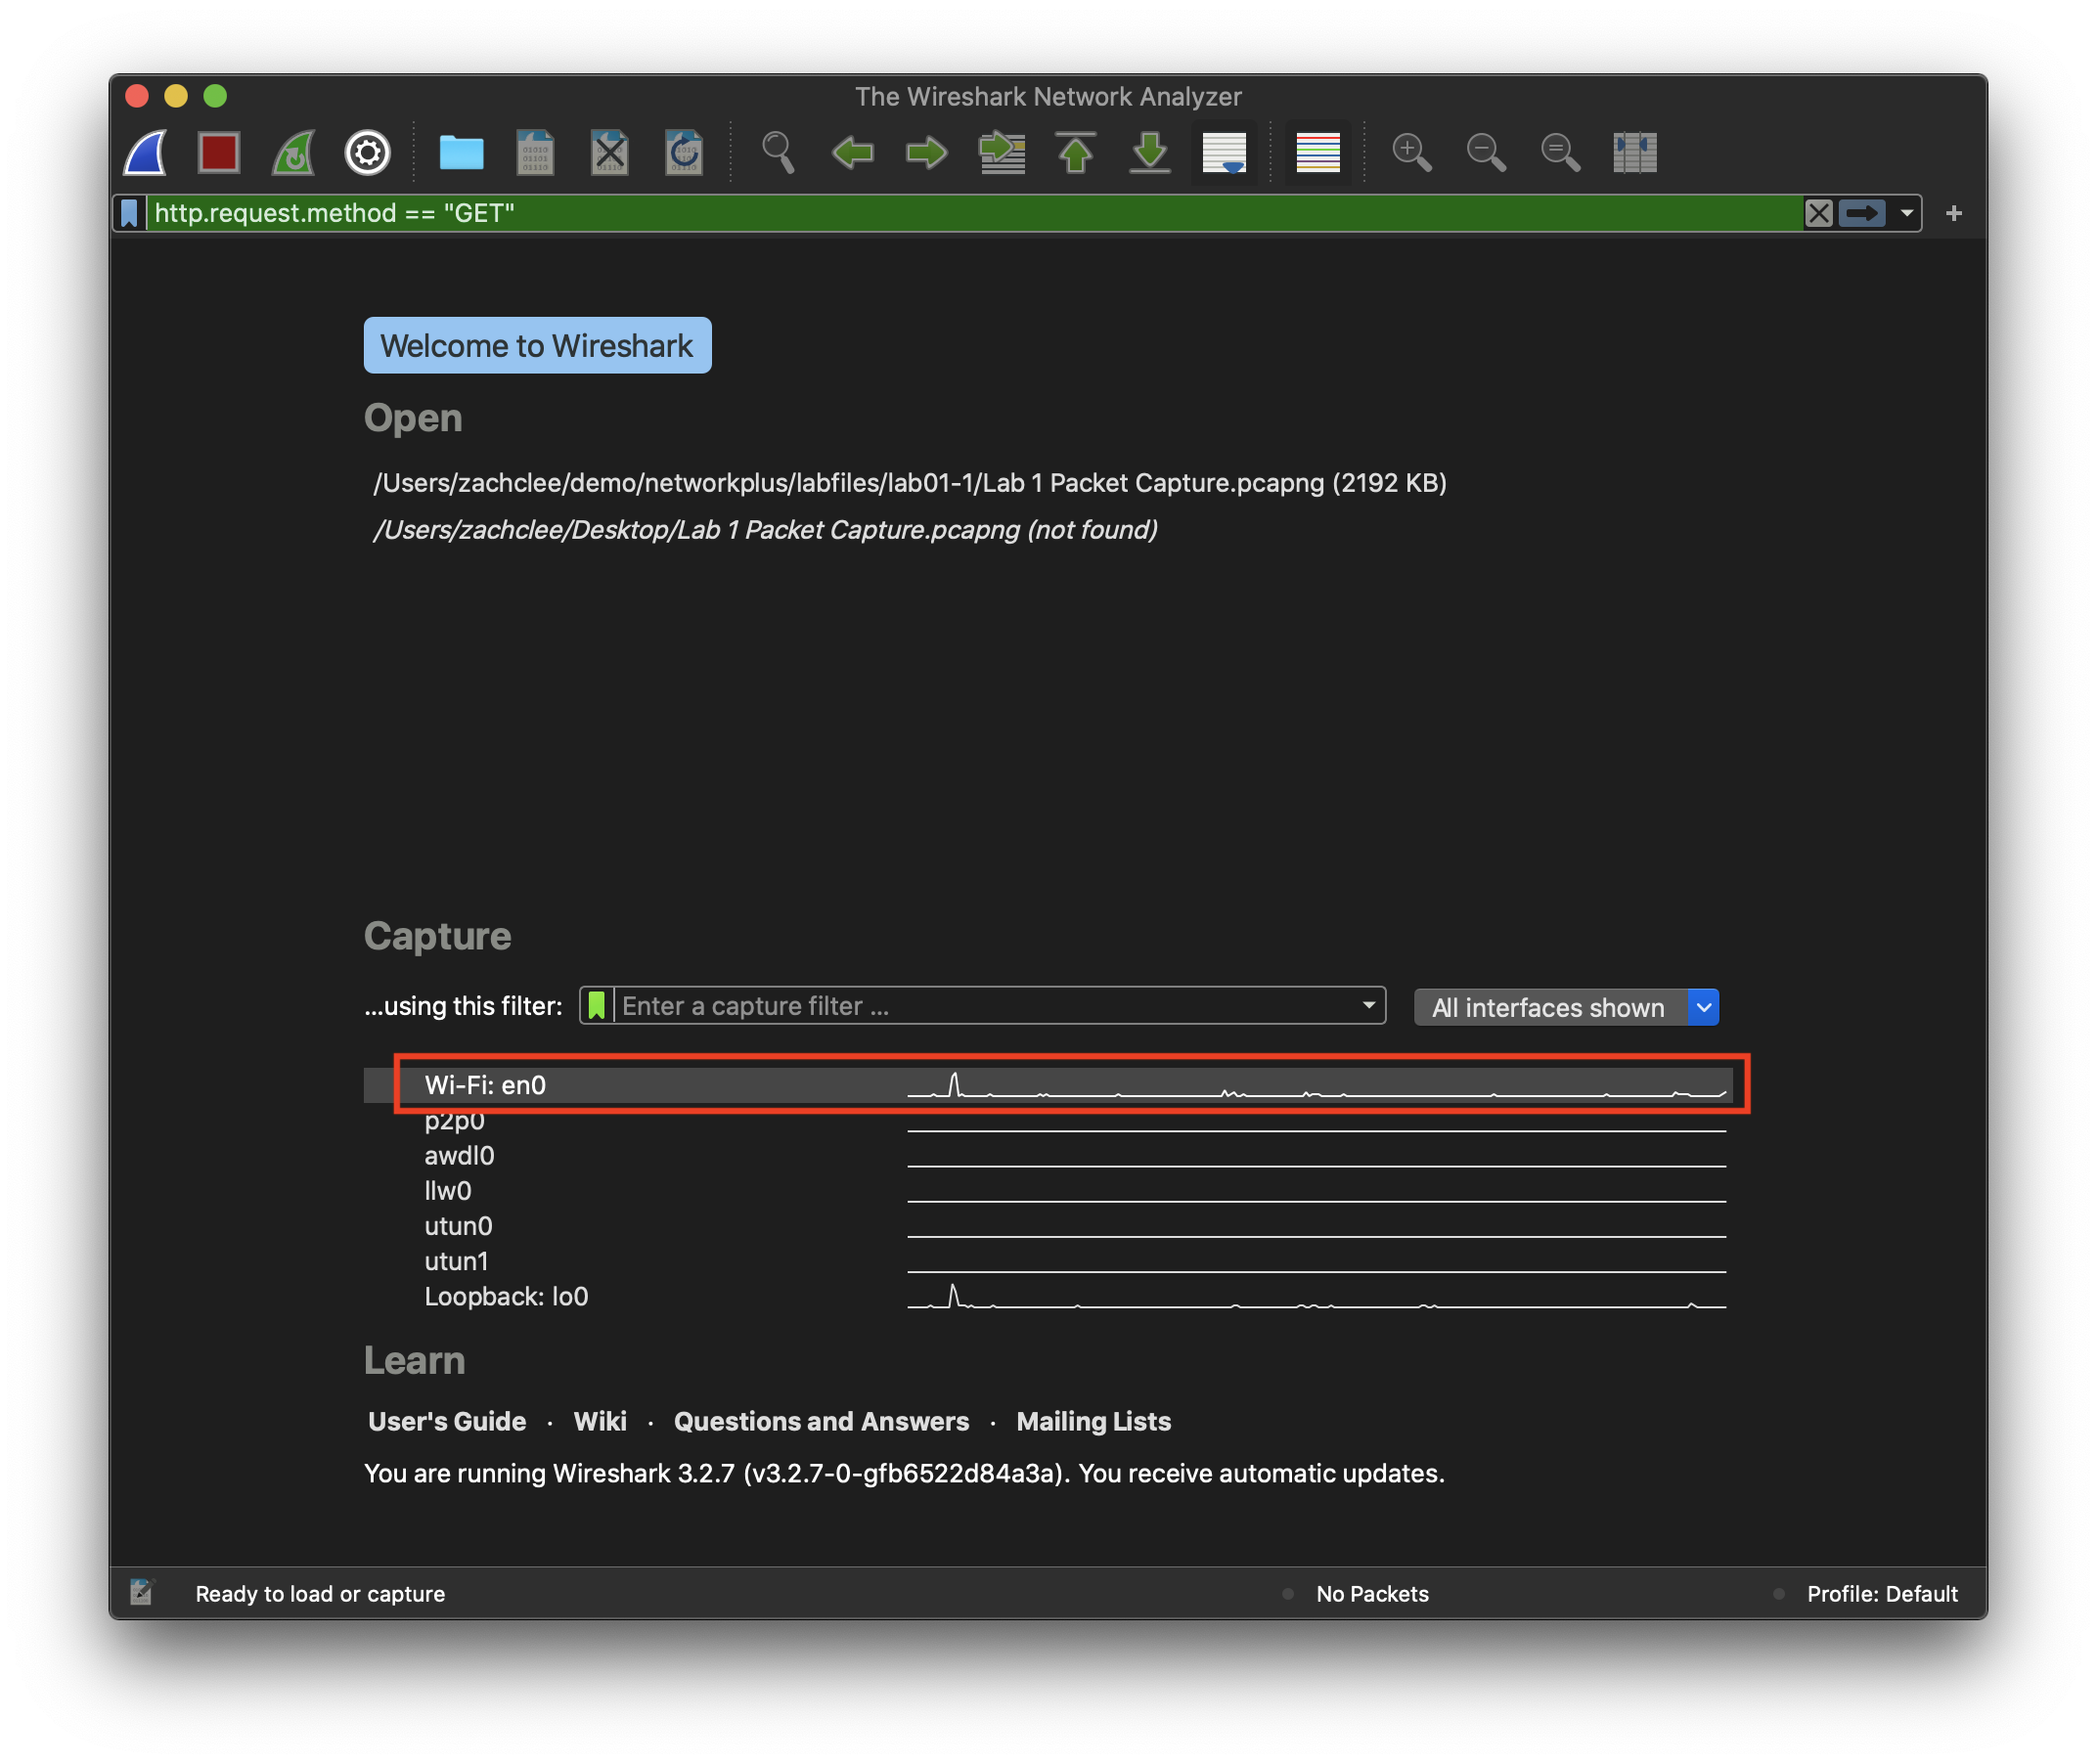 The Wireshark Network Analyzer
http.request.method == "GET"
Welcome to Wireshark
Open
/Users/zachclee/demo/networkplus/labfiles/lab01-1/Lab 1 Packet Capture.pcapng (2192 KB)
/Users/zachclee/Desktop/Lab 1 Packet Capture.pcapng (not found)
Capture
...using this filter: Enter a capture filter ... All interfaces shown
Wi-Fi: en0
p2p0
awdl0
llw0
utun0
utun1
Loopback: lo0
Learn
User's Guide · Wiki · Questions and Answers · Mailing Lists
You are running Wireshark 3.2.7 (v3.2.7-0-gfb6522d84a3a). You receive automatic updates.
Ready to load or capture No Packets Profile: Default